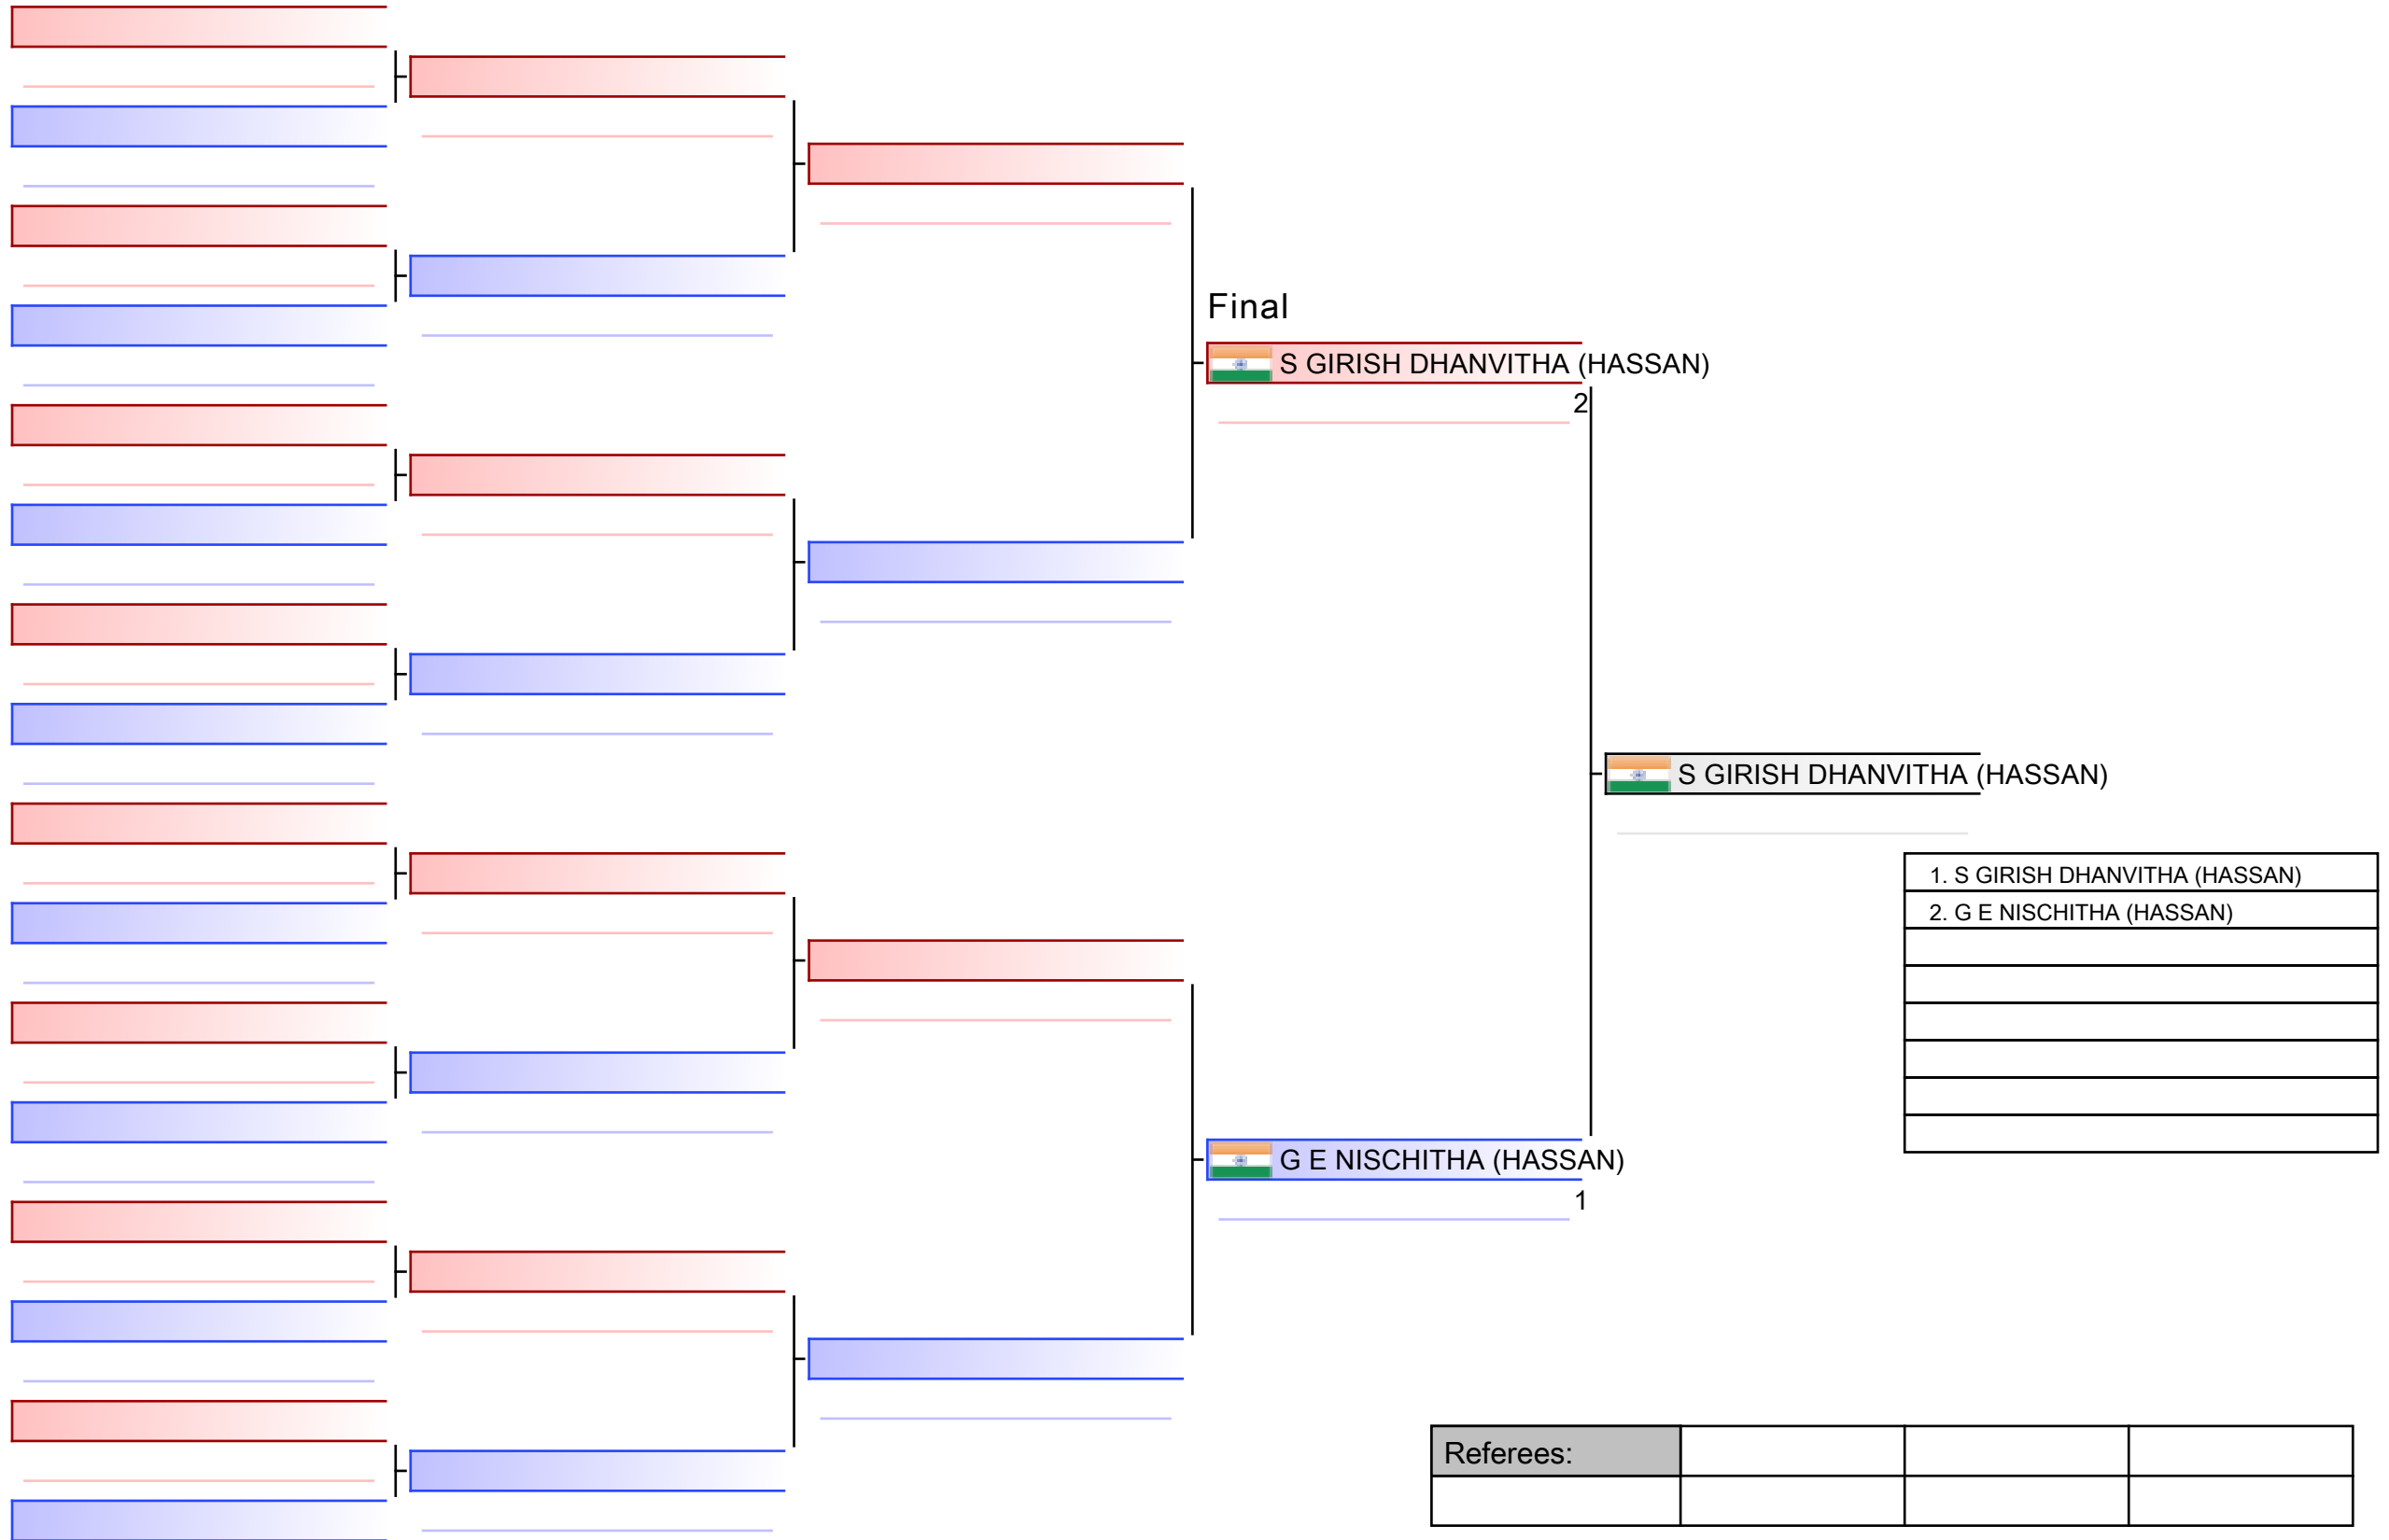 Final
S GIRISH DHANVITHA (HASSAN)
2
S GIRISH DHANVITHA (HASSAN)
1. S GIRISH DHANVITHA (HASSAN)
2. G E NISCHITHA (HASSAN)
G E NISCHITHA (HASSAN)
1
Referees: